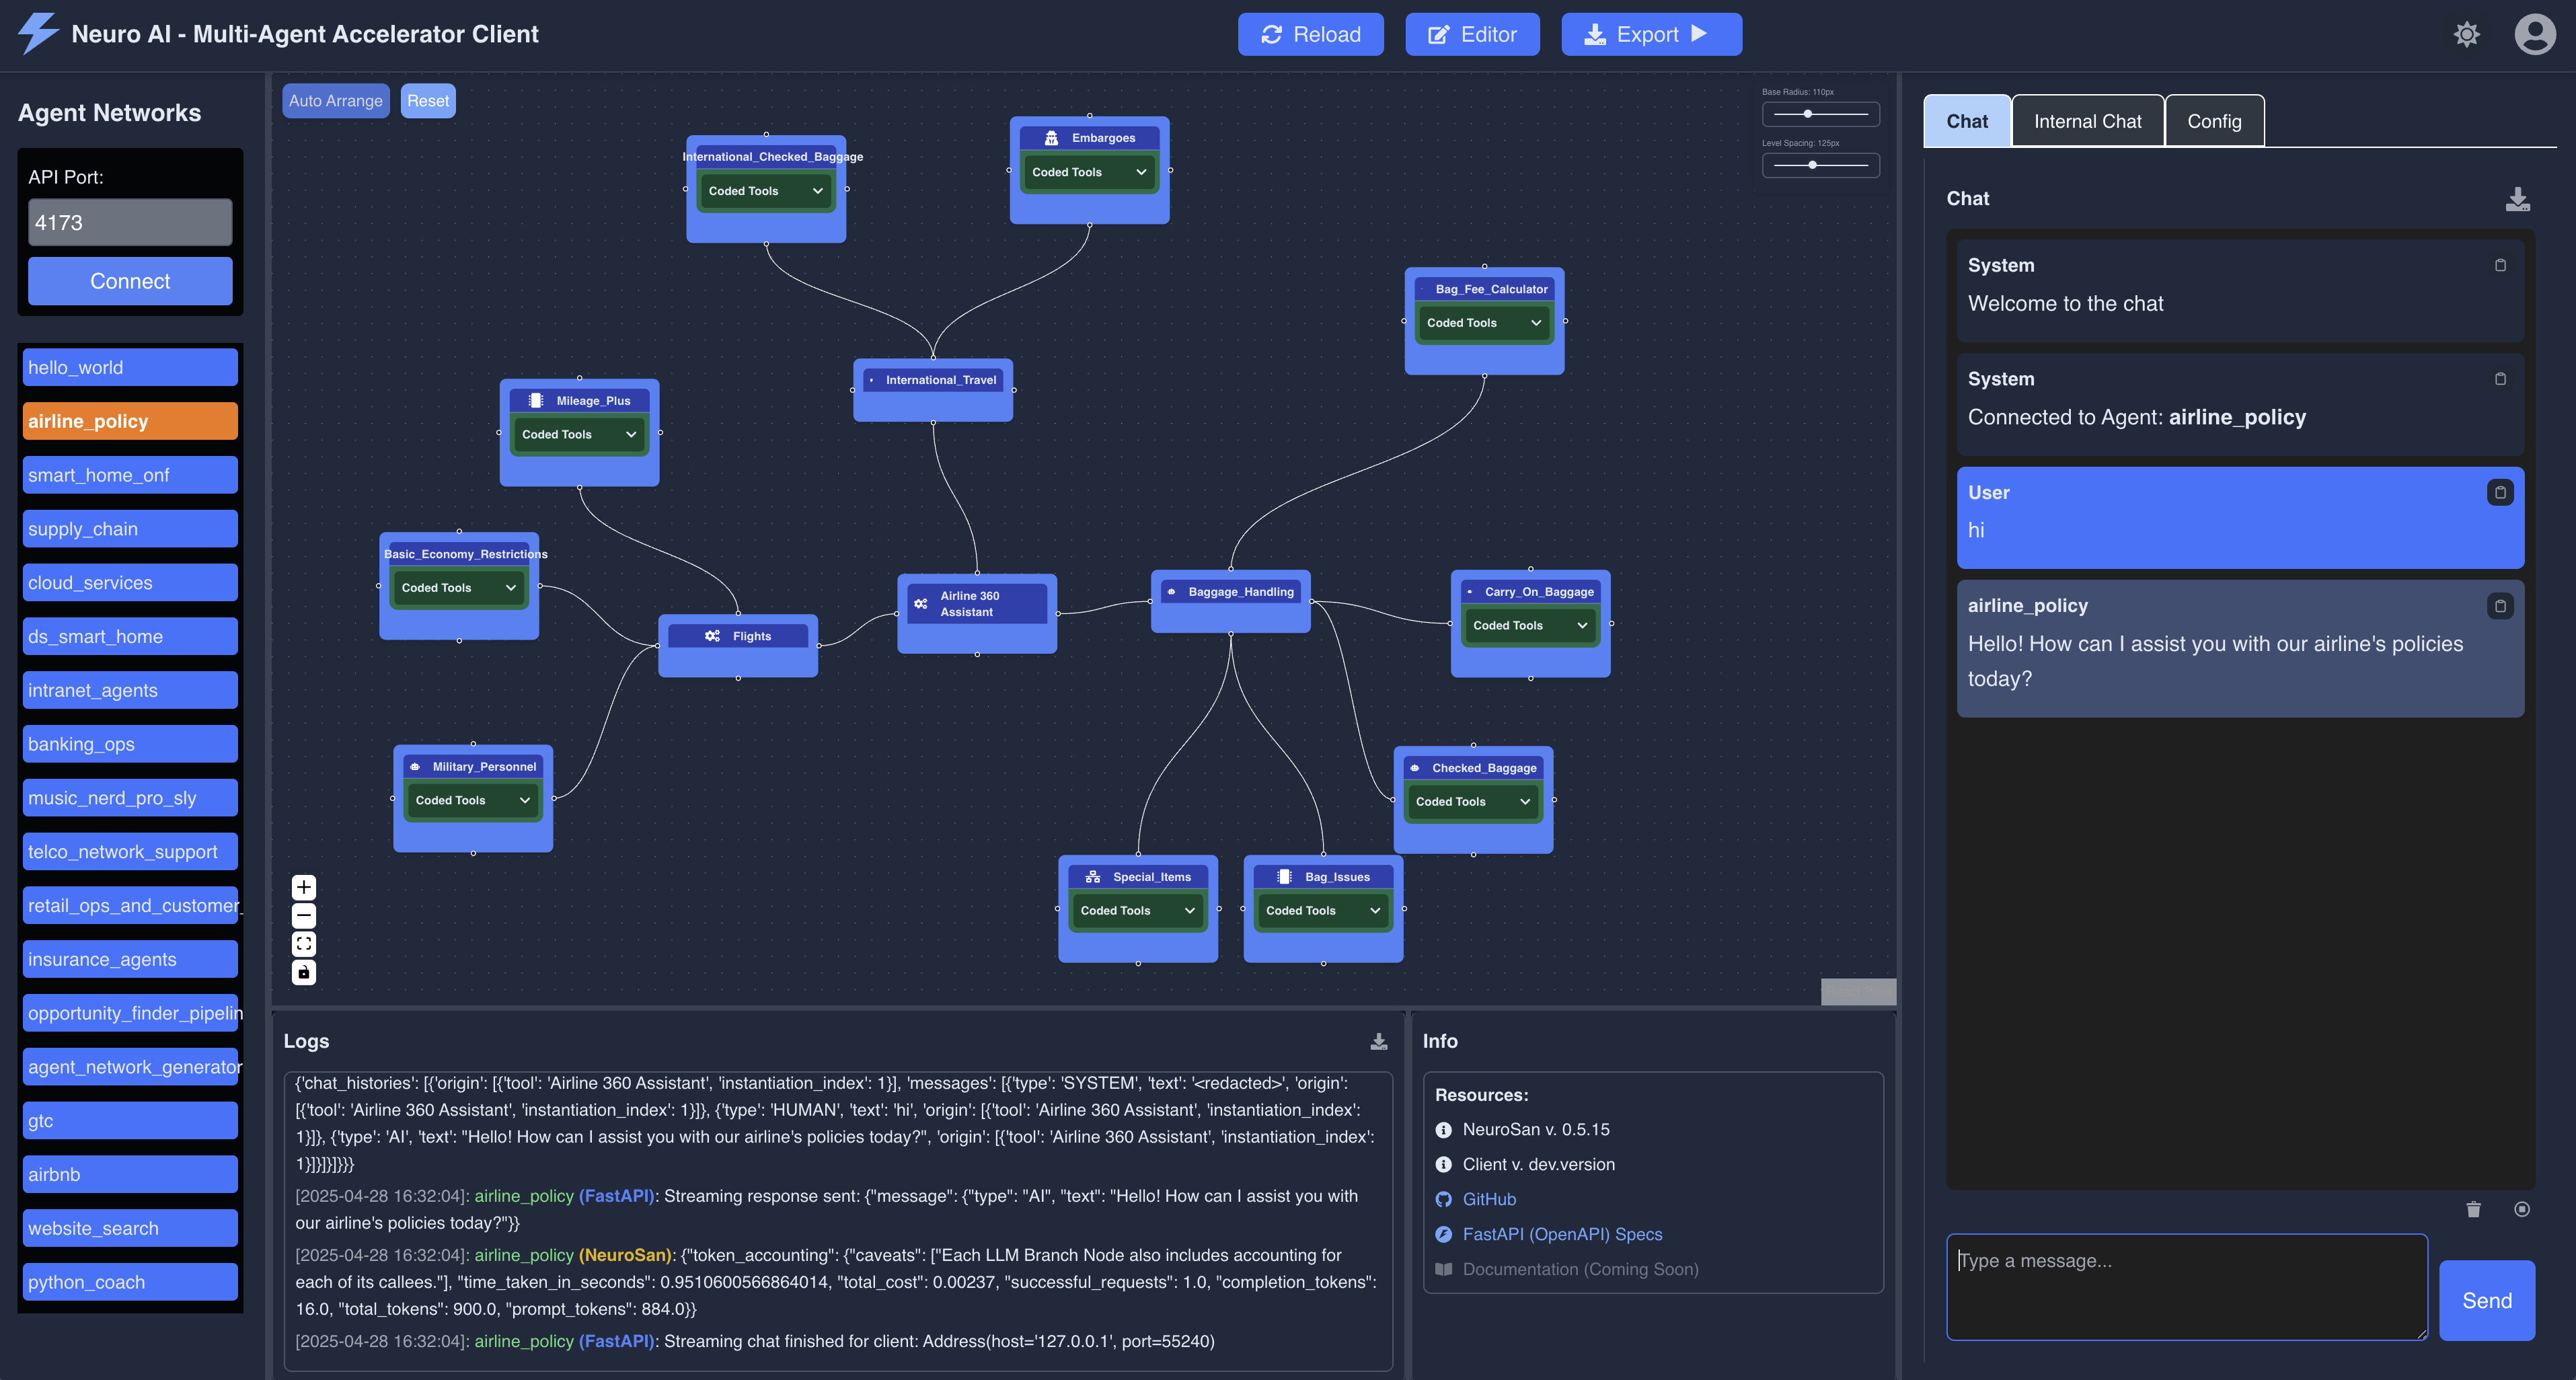 Neuro AI - Multi-Agent Accelerator Client
Reload
Editor
Export
Agent Networks
API Port:
4173
Connect
hello_world
airline_policy
smart_home_onf
supply_chain
cloud_services
ds_smart_home
intranet_agents
banking_ops
music_nerd_pro_sly
telco_network_support
retail_ops_and_customer_
insurance_agents
opportunity_finder_pipelin
agent_network_generator
gtc
airbnb
website_search
python_coach
Auto Arrange
Reset
Base Radius: 110px
Level Spacing: 125px
International_Checked_Baggage
Coded Tools
Embargoes
Coded Tools
Bag_Fee_Calculator
Coded Tools
International_Travel
Mileage_Plus
Coded Tools
Basic_Economy_Restrictions
Coded Tools
Airline 360
Assistant
Baggage_Handling
Carry_On_Baggage
Coded Tools
Flights
Military_Personnel
Coded Tools
Checked_Baggage
Coded Tools
Special_Items
Coded Tools
Bag_Issues
Coded Tools
Logs
{'chat_histories': [{'origin': [{'tool': 'Airline 360 Assistant', 'instantiation_index': 1}], 'messages': [{'type': 'SYSTEM', 'text': '<redacted>', 'origin':
[{'tool': 'Airline 360 Assistant', 'instantiation_index': 1}]}, {'type': 'HUMAN', 'text': 'hi', 'origin': [{'tool': 'Airline 360 Assistant', 'instantiation_index':
1}]}, {'type': 'AI', 'text': "Hello! How can I assist you with our airline's policies today?", 'origin': [{'tool': 'Airline 360 Assistant', 'instantiation_index':
1}]}]}]}}}
[2025-04-28 16:32:04]: airline_policy (FastAPI): Streaming response sent: {"message": {"type": "AI", "text": "Hello! How can I assist you with
our airline's policies today?"}}
[2025-04-28 16:32:04]: airline_policy (NeuroSan): {"token_accounting": {"caveats": ["Each LLM Branch Node also includes accounting for
each of its callees."], "time_taken_in_seconds": 0.9510600566864014, "total_cost": 0.00237, "successful_requests": 1.0, "completion_tokens":
16.0, "total_tokens": 900.0, "prompt_tokens": 884.0}}
[2025-04-28 16:32:04]: airline_policy (FastAPI): Streaming chat finished for client: Address(host='127.0.0.1', port=55240)
Info
Resources:
NeuroSan v. 0.5.15
Client v. dev.version
GitHub
FastAPI (OpenAPI) Specs
Documentation (Coming Soon)
Chat
Internal Chat
Config
Chat
System
Welcome to the chat
System
Connected to Agent: airline_policy
User
hi
airline_policy
Hello! How can I assist you with our airline's policies
today?
Type a message...
Send